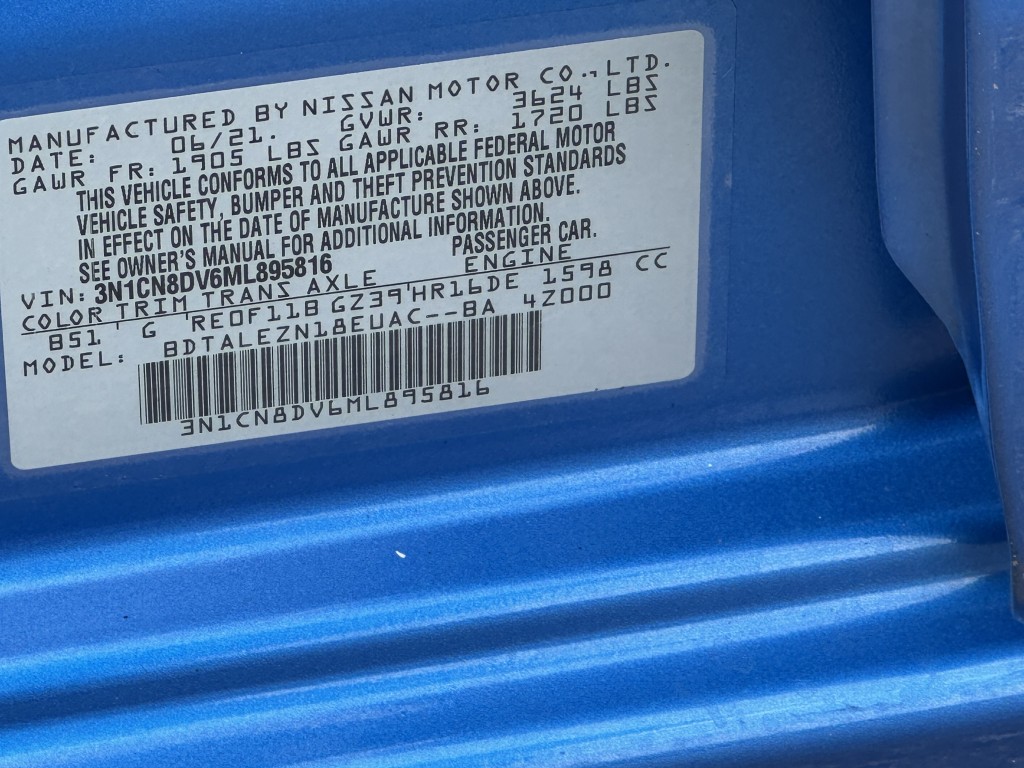 MANUFACTURED BY NISSAN MOTOR CO., LTD.
DATE: 06/21. GVWR: 3624 LBS
GAWR FR: 1905 LBS GAWR RR: 1720 LBS
THIS VEHICLE CONFORMS TO ALL APPLICABLE FEDERAL MOTOR
VEHICLE SAFETY, BUMPER AND THEFT PREVENTION STANDARDS
IN EFFECT ON THE DATE OF MANUFACTURE SHOWN ABOVE.
SEE OWNER'S MANUAL FOR ADDITIONAL INFORMATION.
VIN: 3N1CN8DV6ML895816 PASSENGER CAR.
COLOR TRIM TRANS AXLE ENGINE
B51 ' G 'RE0F11B GZ39'HR16DE 1598 CC
MODEL: BDTALEZN18EUAC--BA 4Z000
3N1CN8DV6ML895816